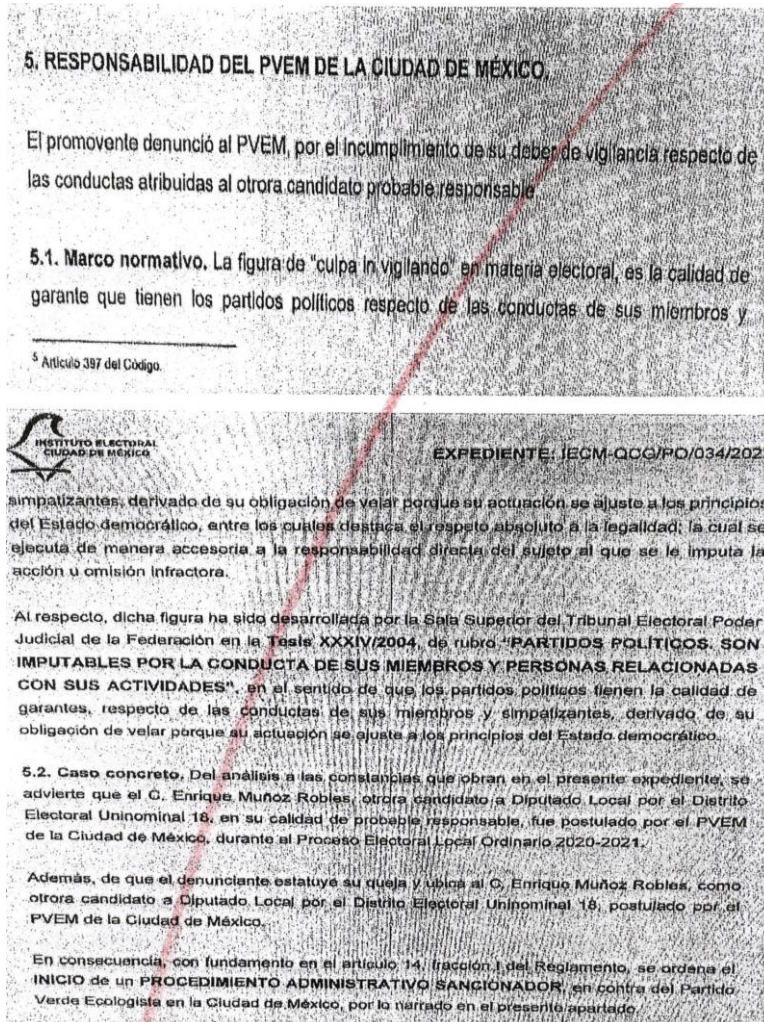 5. RESPONSABILIDAD DEL PVEM DE LA CIUDAD DE MÉXICO.
El promovente denunció al PVEM, por el incumplimiento de su deber de vigilancia respecto de
las conductas atribuidas al otrora candidato probable responsable
5.1. Marco normativo. La figura de "culpa in vigilando" en materia electoral, es la calidad de
garante que tienen los partidos políticos respecto de las conductas de sus miembros y
5 Artículo 397 del Código.
INSTITUTO ELECTORAL
CIUDAD DE MÉXICO
EXPEDIENTE: IECM-QCG/PO/034/202
simpatizantes, derivado de su obligación de velar porque su actuación se ajuste a los principios
del Estado democrático, entre los cuales destaca el respeto absoluto a la legalidad; la cual se
ejecuta de manera accesoria a la responsabilidad directa del sujeto al que se le imputa la
acción u omisión infractora.
Al respecto, dicha figura ha sido desarrollada por la Sala Superior del Tribunal Electoral Poder
Judicial de la Federación en la Tesis XXXIV/2004, de rubro "PARTIDOS POLÍTICOS. SON
IMPUTABLES POR LA CONDUCTA DE SUS MIEMBROS Y PERSONAS RELACIONADAS
CON SUS ACTIVIDADES", en el sentido de que los partidos políticos tienen la calidad de
garantes, respecto de las conductas de sus miembros y simpatizantes, derivado de su
obligación de velar porque su actuación se ajuste a los principios del Estado democrático.
5.2. Caso concreto. Del análisis a las constancias que obran en el presente expediente, se
advierte que el C. Enrique Muñoz Robles, otrora candidato a Diputado Local por el Distrito
Electoral Uninominal 18, en su calidad de probable responsable, fue postulado por el PVEM
de la Ciudad de México, durante el Proceso Electoral Local Ordinario 2020-2021.
Además, de que el denunciante estatuye su queja y ubica al C. Enrique Muñoz Robles, como
otrora candidato a Diputado Local por el Distrito Electoral Uninominal 18, postulado por el
PVEM de la Ciudad de México.
En consecuencia, con fundamento en el artículo 14, fracción I del Reglamento, se ordena el
INICIO de un PROCEDIMIENTO ADMINISTRATIVO SANCIONADOR, en contra del Partido
Verde Ecologista en la Ciudad de México, por lo narrado en el presente apartado.